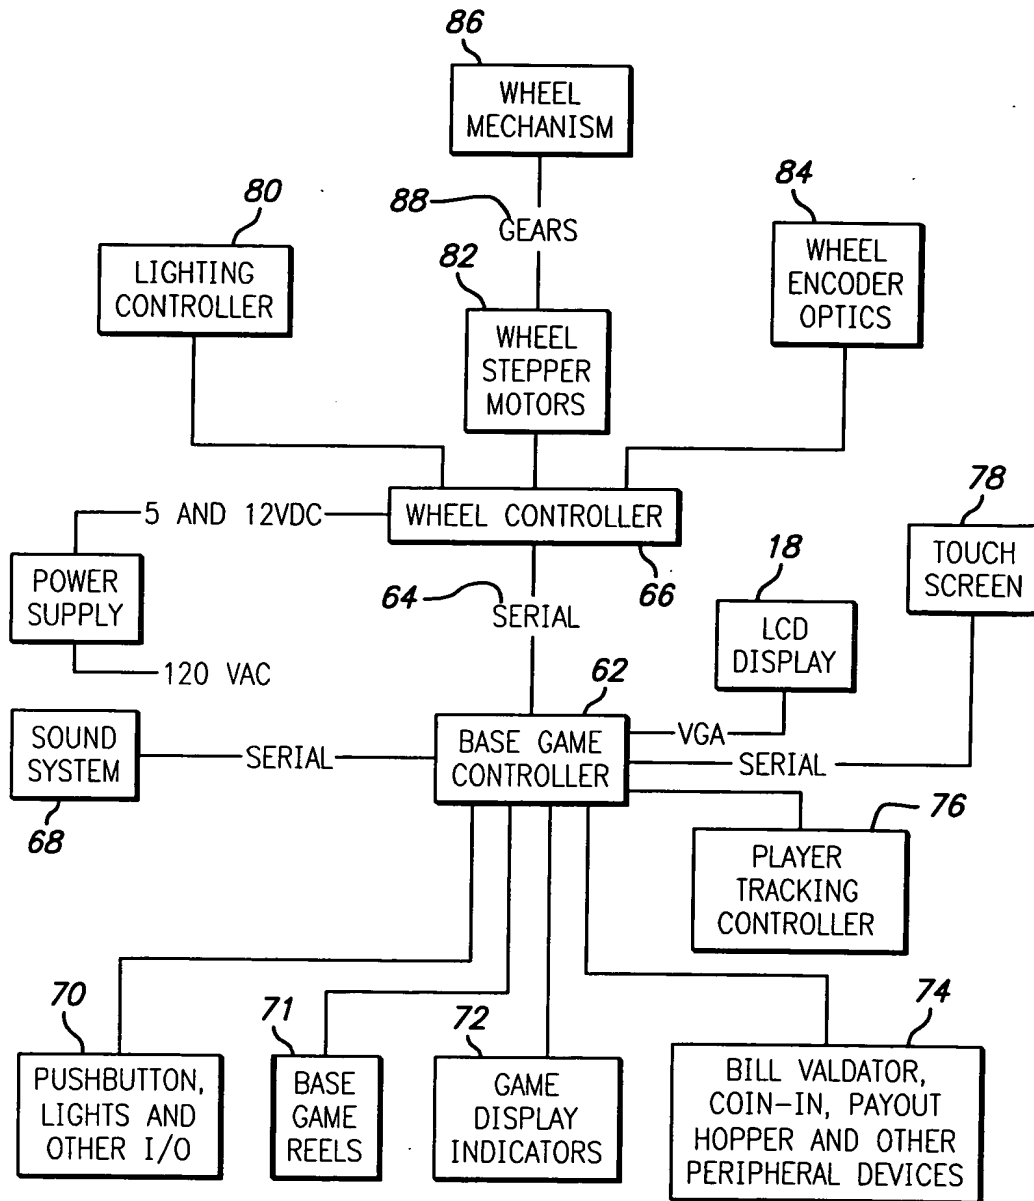 86
WHEEL
MECHANISM
88
GEARS
80
LIGHTING
CONTROLLER
82
WHEEL
STEPPER
MOTORS
84
WHEEL
ENCODER
OPTICS
5 AND 12VDC
WHEEL CONTROLLER
66
POWER
SUPPLY
120 VAC
64
SERIAL
18
LCD
DISPLAY
78
TOUCH
SCREEN
62
BASE GAME
CONTROLLER
VGA
SERIAL
SOUND
SYSTEM
68
SERIAL
76
PLAYER
TRACKING
CONTROLLER
70
PUSHBUTTON,
LIGHTS AND
OTHER I/O
71
BASE
GAME
REELS
72
GAME
DISPLAY
INDICATORS
74
BILL VALDATOR,
COIN-IN, PAYOUT
HOPPER AND OTHER
PERIPHERAL DEVICES